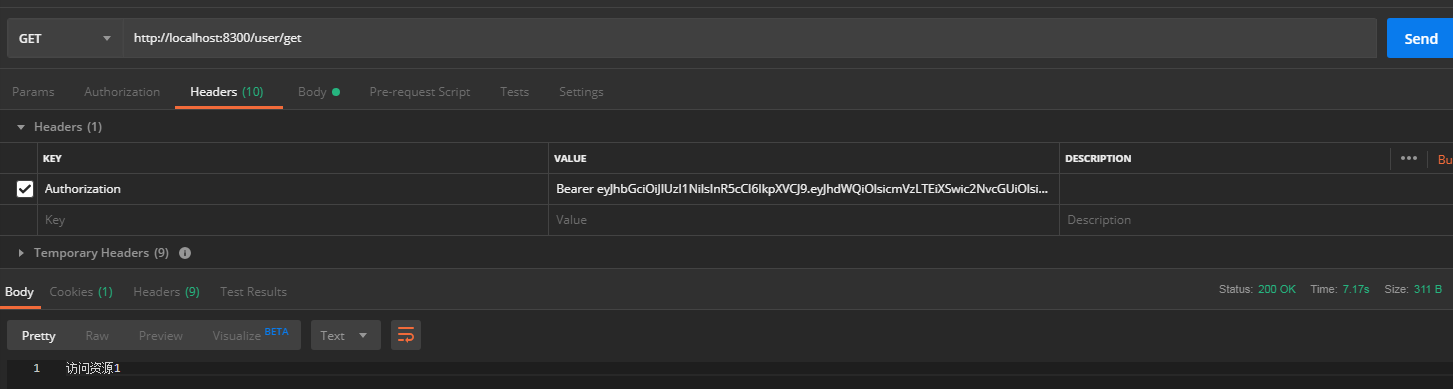 GET http://localhost:8300/user/get Send
Params Authorization Headers (10) Body Pre-request Script Tests Settings
Headers (1)
KEY VALUE DESCRIPTION ••• Bu
Authorization Bearer eyJhbGciOiJIUzI1NiIsInR5cCI6IkpXVCJ9.eyJhdWQiOlsicmVzLTEiXSwic2NvcGUiOlsi...
Key Value Description
Temporary Headers (9)
Body Cookies (1) Headers (9) Test Results Status: 200 OK Time: 7.17s Size: 311 B
Pretty Raw Preview Visualize BETA Text
1 访问资源1